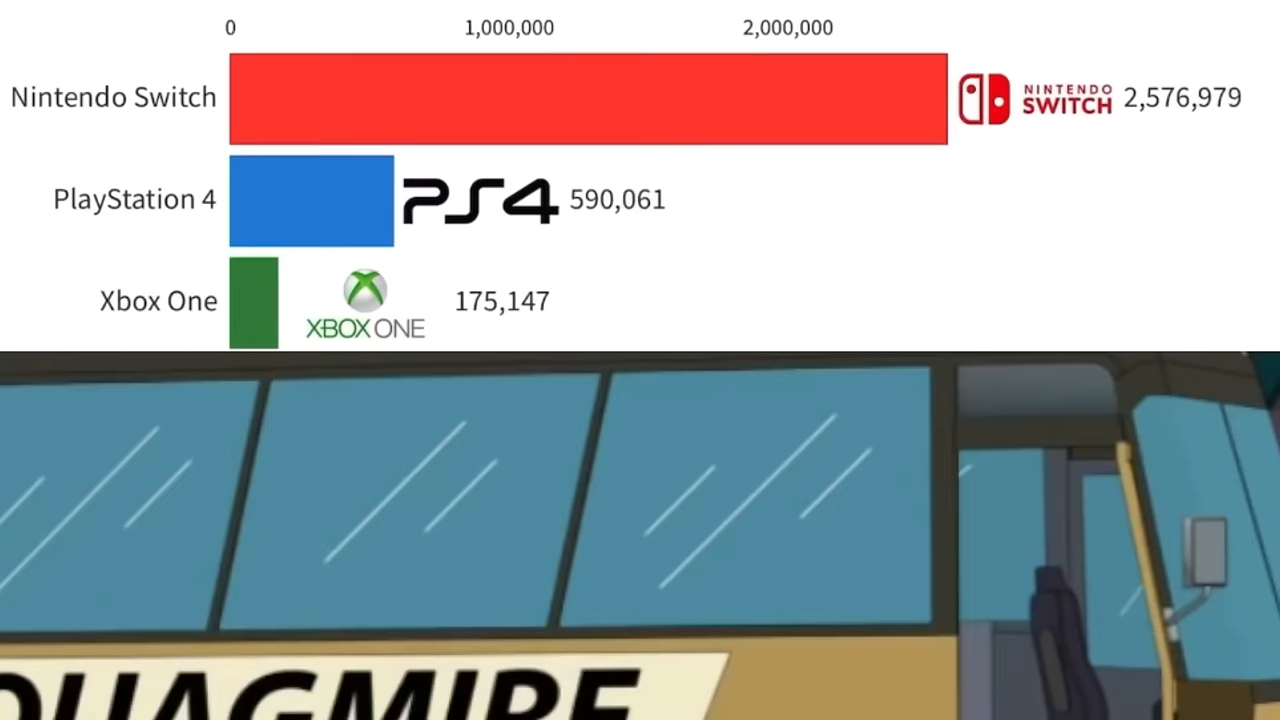 0 1,000,000 2,000,000
Nintendo Switch NINTENDO SWITCH 2,576,979
PlayStation 4 PS4 590,061
Xbox One XBOX ONE 175,147
QUAGMIRE